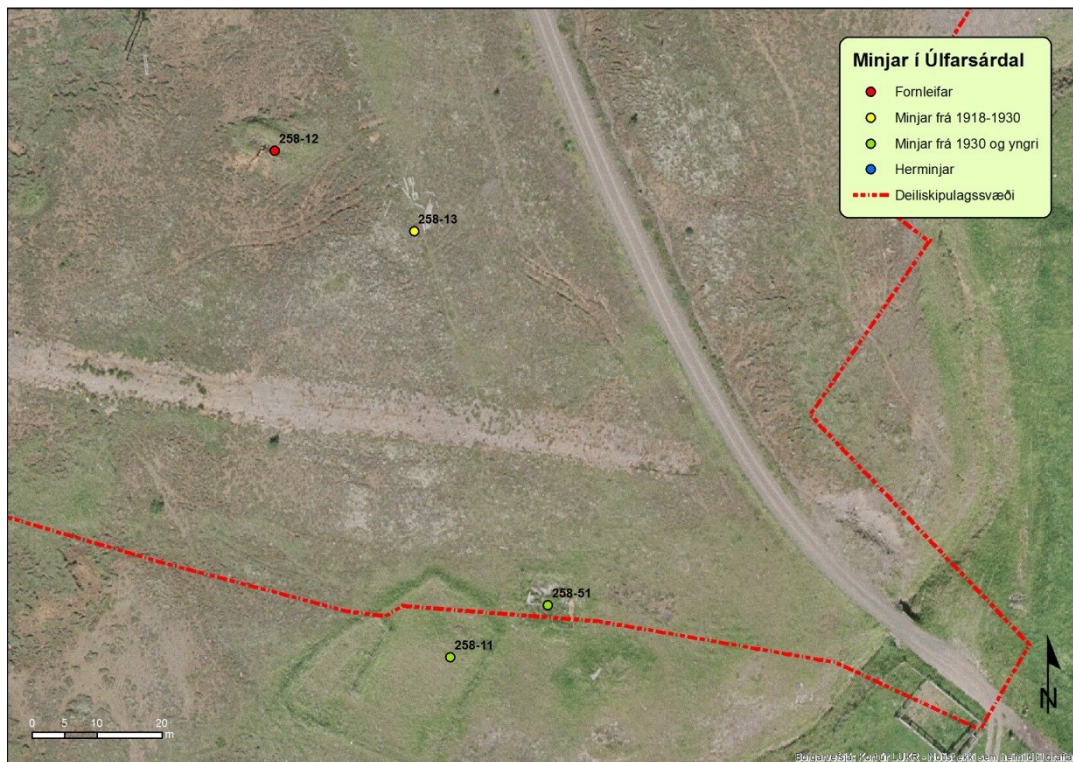 Minjar í Úlfarsárdal
Fornleifar
Minjar frá 1918-1930
Minjar frá 1930 og yngri
Herminjar
Deiliskipulagssvæði
258-12
258-13
258-51
258-11
0 5 10 20
m
N